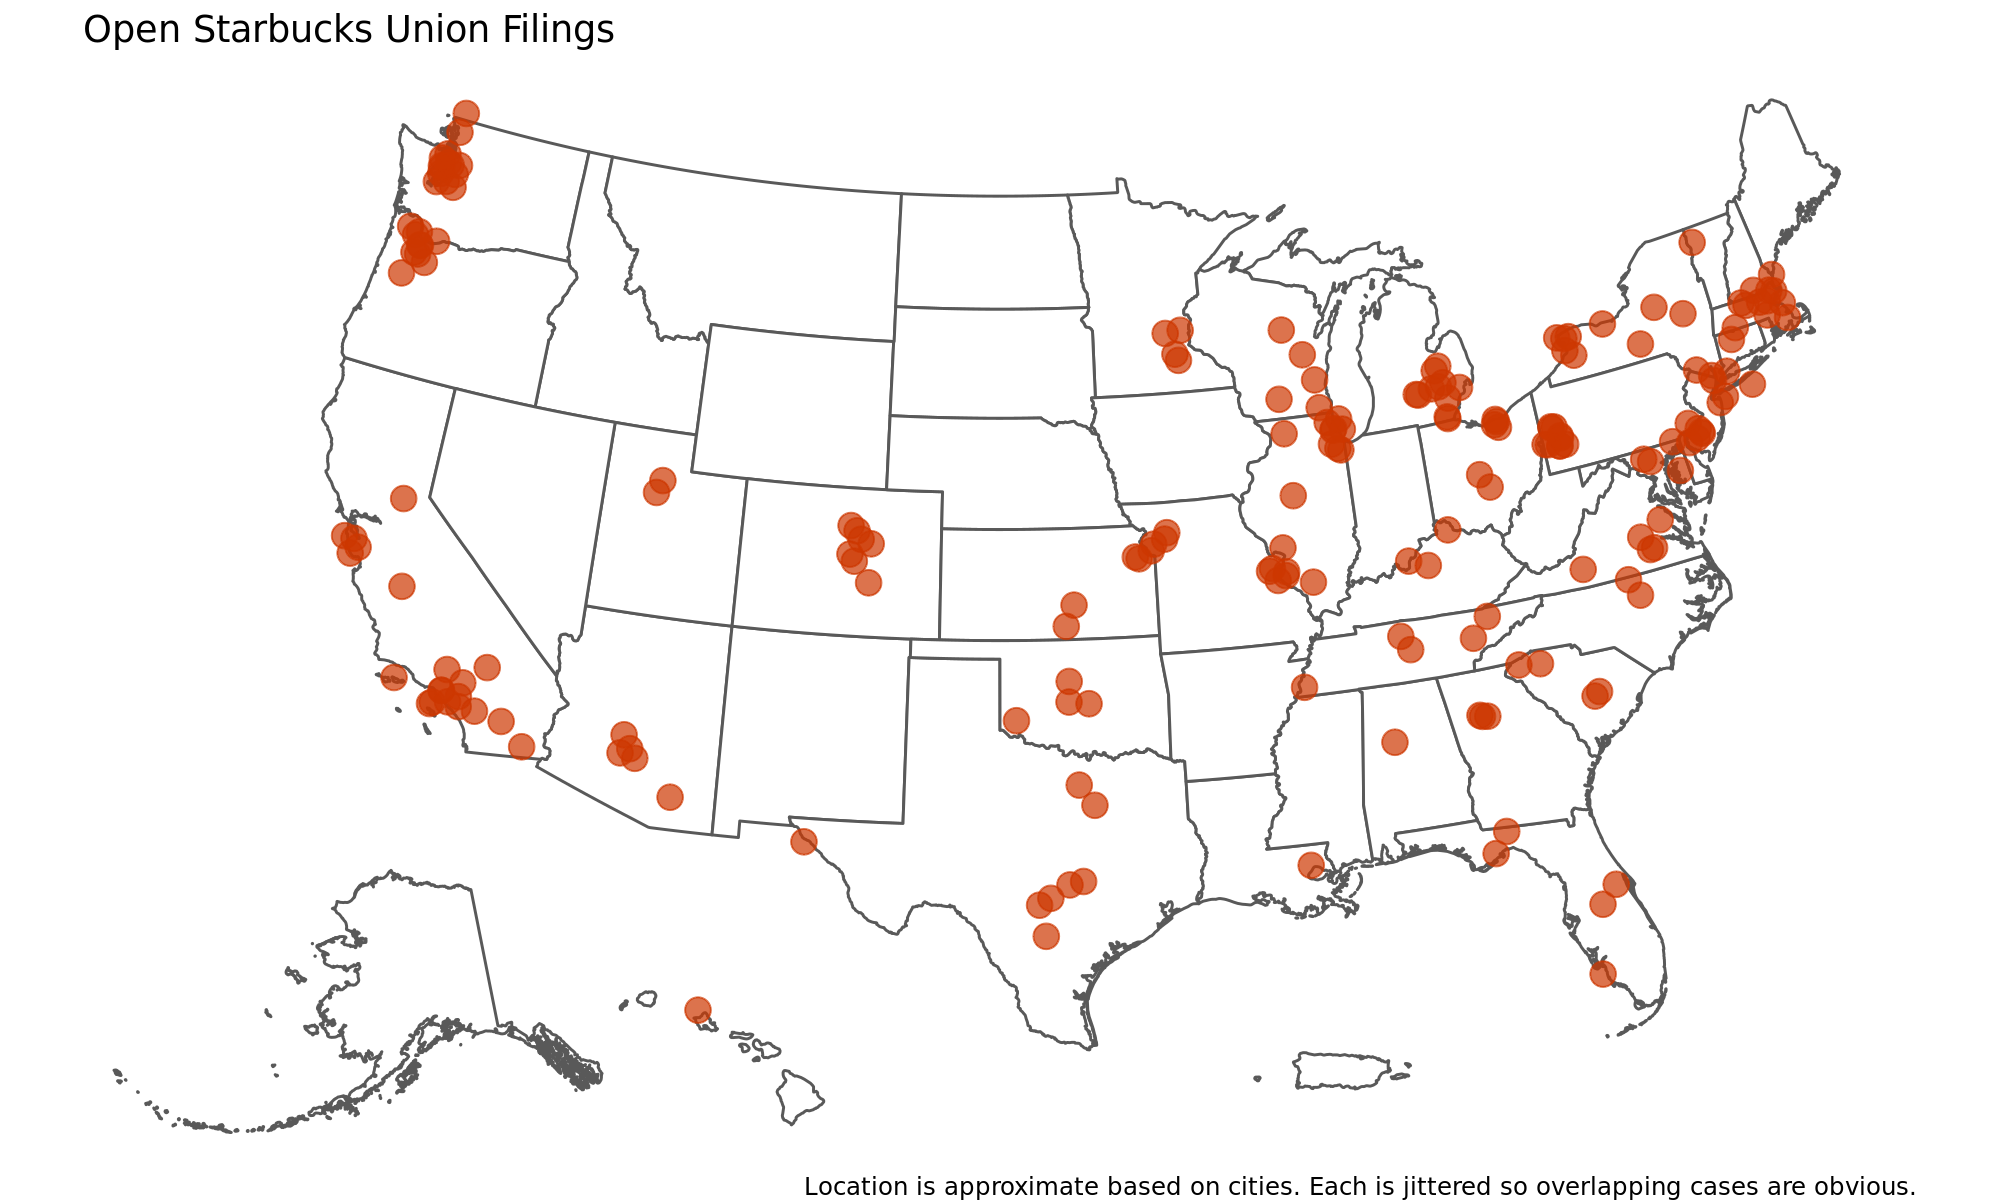 Open Starbucks Union Filings
Location is approximate based on cities. Each is jittered so overlapping cases are obvious.